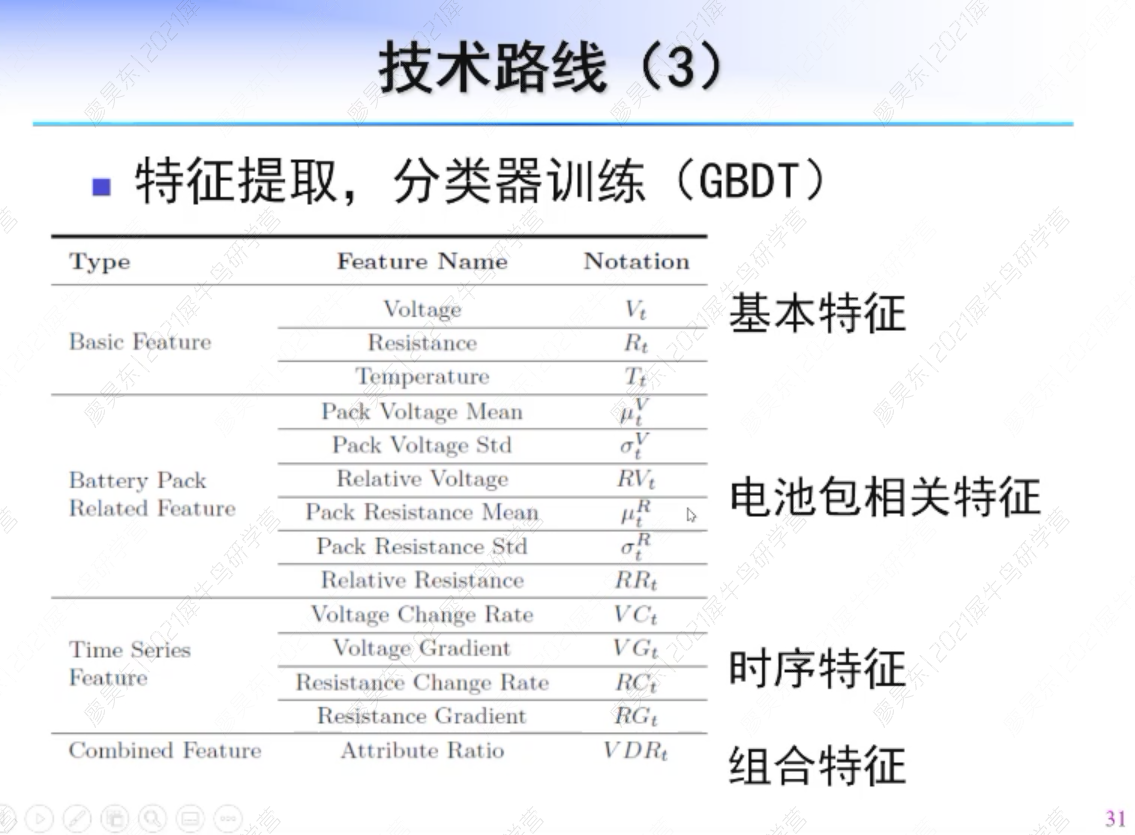 技术路线（3）
特征提取，分类器训练（GBDT）
Type Feature Name Notation
Basic Feature
Voltage V_t
Resistance R_t
Temperature T_t
基本特征
Battery Pack
Related Feature
Pack Voltage Mean μ_t^V
Pack Voltage Std σ_t^V
Relative Voltage RV_t
Pack Resistance Mean μ_t^R
Pack Resistance Std σ_t^R
Relative Resistance RR_t
电池包相关特征
Time Series
Feature
Voltage Change Rate VC_t
Voltage Gradient VG_t
Resistance Change Rate RC_t
Resistance Gradient RG_t
时序特征
Combined Feature Attribute Ratio VDR_t
组合特征
31
廖昊东|2021犀牛鸟研学营